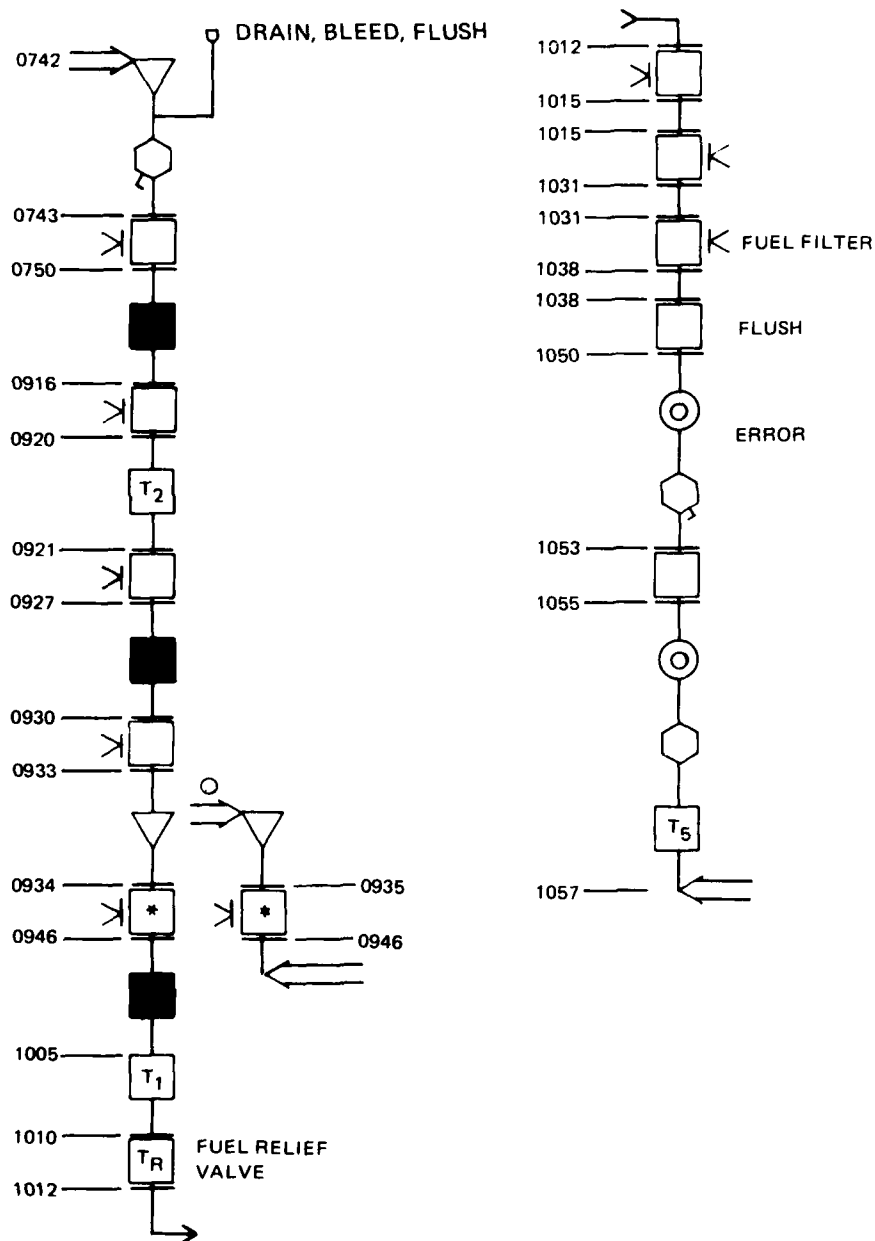 DRAIN, BLEED, FLUSH
0742
0743
0750
0916
0920
T2
0921
0927
0930
0933
0934
*
0946
0935
*
0946
1005
T1
1010
TR
FUEL RELIEF
VALVE
1012
1012
1015
1015
1031
1031
FUEL FILTER
1038
1038
FLUSH
1050
ERROR
1053
1055
T5
1057